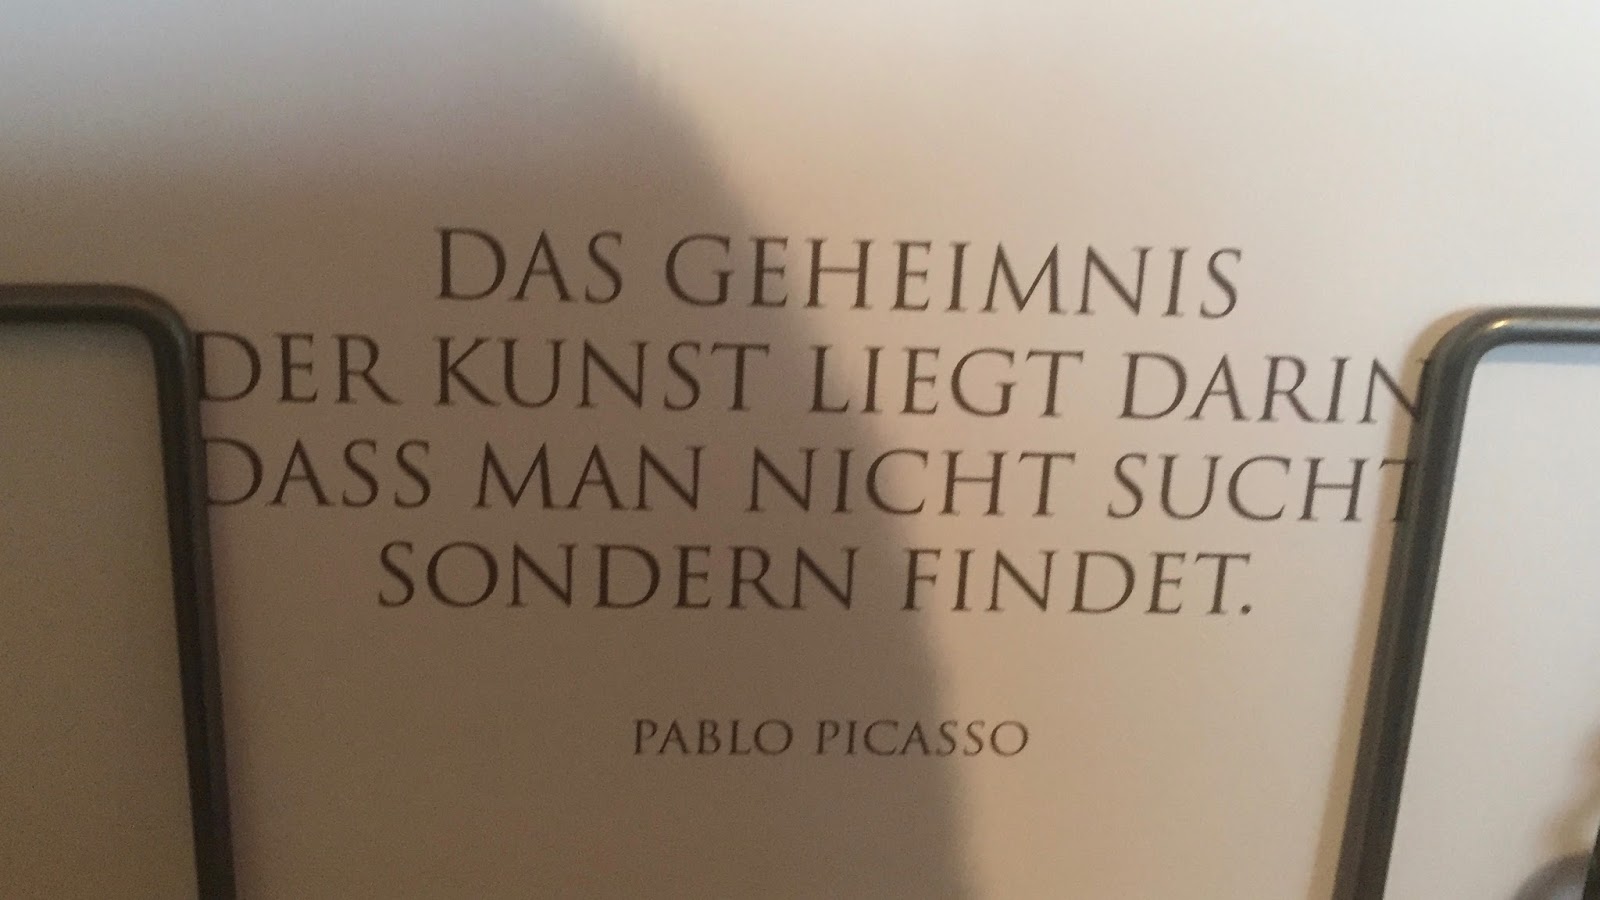 DAS GEHEIMNIS
DER KUNST LIEGT DARIN
DASS MAN NICHT SUCHT
SONDERN FINDET.
PABLO PICASSO